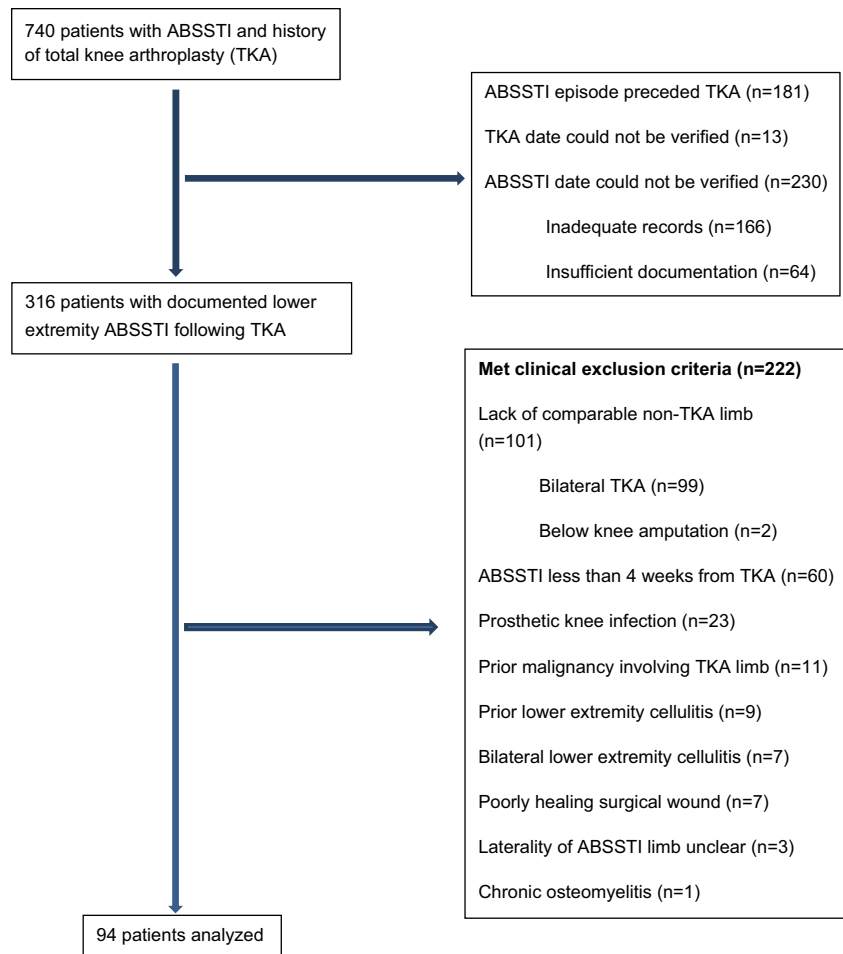 740 patients with ABSSTI and history
of total knee arthroplasty (TKA)
ABSSTI episode preceded TKA (n=181)
TKA date could not be verified (n=13)
ABSSTI date could not be verified (n=230)
Inadequate records (n=166)
Insufficient documentation (n=64)
316 patients with documented lower
extremity ABSSTI following TKA
Met clinical exclusion criteria (n=222)
Lack of comparable non-TKA limb
(n=101)
Bilateral TKA (n=99)
Below knee amputation (n=2)
ABSSTI less than 4 weeks from TKA (n=60)
Prosthetic knee infection (n=23)
Prior malignancy involving TKA limb (n=11)
Prior lower extremity cellulitis (n=9)
Bilateral lower extremity cellulitis (n=7)
Poorly healing surgical wound (n=7)
Laterality of ABSSTI limb unclear (n=3)
Chronic osteomyelitis (n=1)
94 patients analyzed